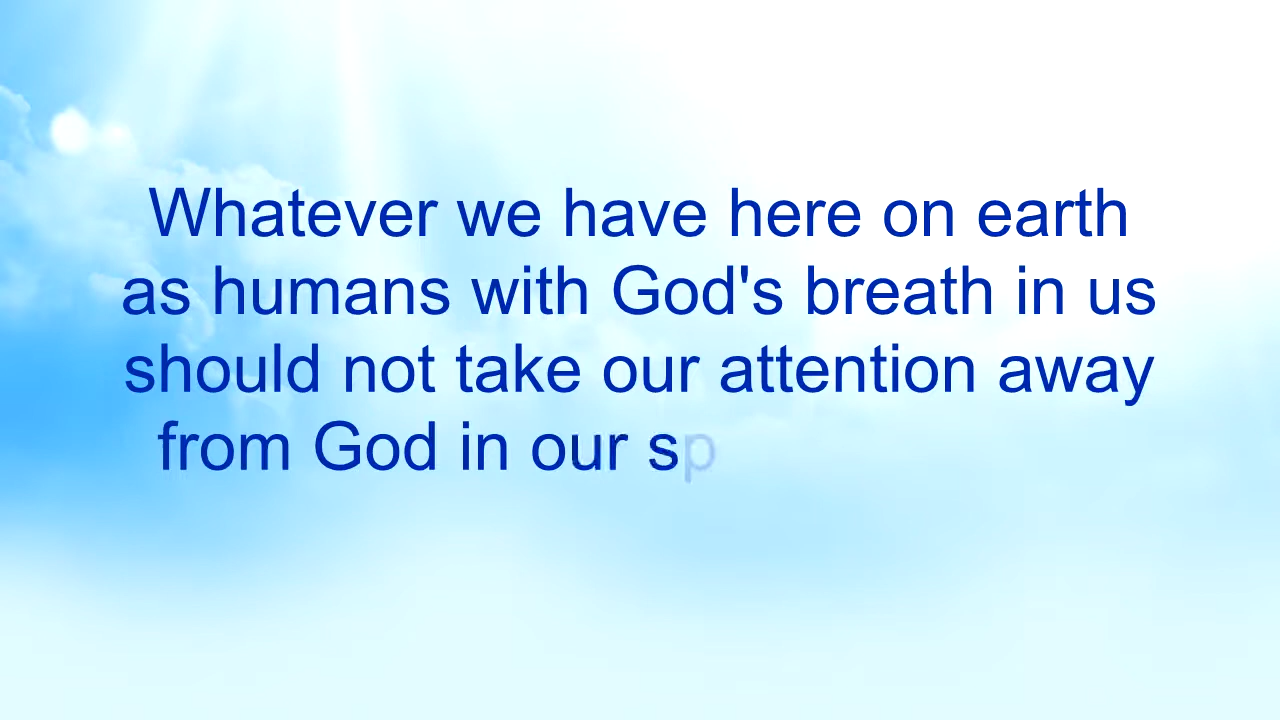 Whatever we have here on earth
as humans with God's breath in us
should not take our attention away
from God in our sp